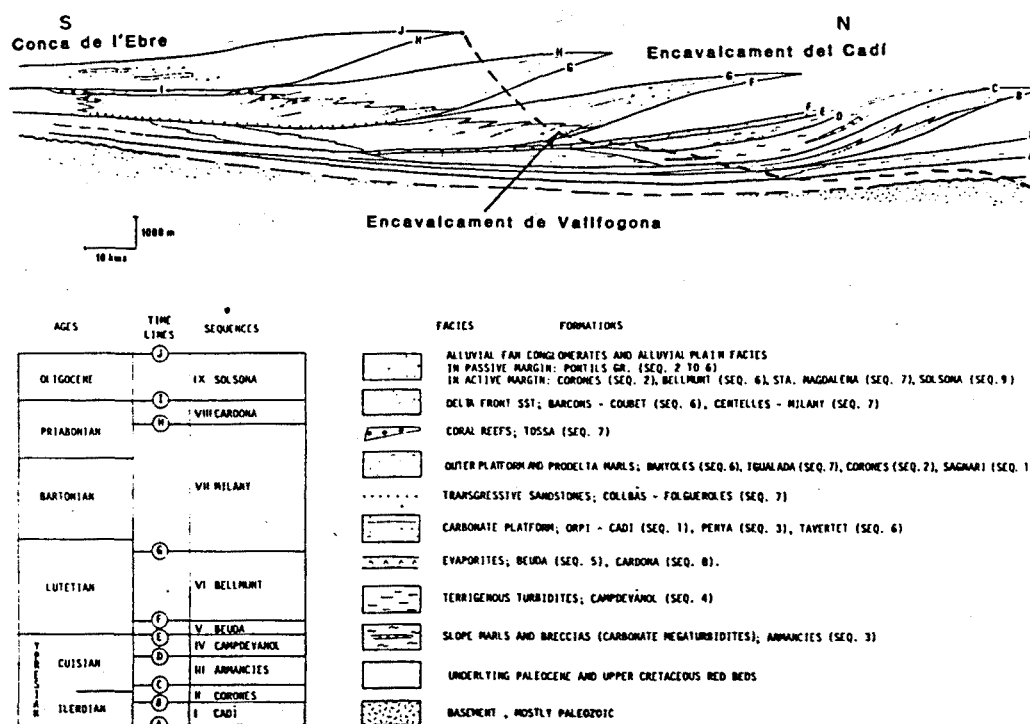 S
Conca de l'Ebre
N
Encavalcament del Cadí
J
H
H
G
G
F
F
E
D
C
B
I
Encavalcament de Vallfogona
1000 m
10 kms
AGES
TIME LINES
SEQUENCES
FACIES
FORMATIONS
J
OLIGOCENE
IX SOLSONA
I
VIII CARDONA
H
PRIABONIAN
VII MILANY
BARTONIAN
G
LUTETIAN
VI BELLMUNT
F
V BEUDA
E
IV CAMPDEVANOL
YPRESIAN
CUISIAN
D
III ARMANCIES
C
II CORONES
B
ILERDIAN
I CADI
A
ALLUVIAL FAN CONGLOMERATES AND ALLUVIAL PLAIN FACIES
IN PASSIVE MARGIN: PONTILS GR. (SEQ. 2 TO 6)
IN ACTIVE MARGIN: CORONES (SEQ. 2), BELLMUNT (SEQ. 6), STA. MAGDALENA (SEQ. 7), SOLSONA (SEQ. 9)
DELTA FRONT SST; BARCONS - COUBET (SEQ. 6), CENTELLES - MILANY (SEQ. 7)
CORAL REEFS; TOSSA (SEQ. 7)
OUTER PLATFORM AND PRODELTA MARLS; BANYOLES (SEQ. 6), IGUALADA (SEQ. 7), CORONES (SEQ. 2), SAGNARI (SEQ. 1
TRANSGRESSIVE SANDSTONES; COLLBAS - FOLGUEROLES (SEQ. 7)
CARBONATE PLATFORM; ORPI - CADI (SEQ. 1), PENYA (SEQ. 3), TAVERTET (SEQ. 6)
EVAPORITES; BEUDA (SEQ. 5), CARDONA (SEQ. 8).
TERRIGENOUS TURBIDITES; CAMPDEVANOL (SEQ. 4)
SLOPE MARLS AND BRECCIAS (CARBONATE MEGATURBIDITES); ARMANCIES (SEQ. 3)
UNDERLYING PALEOCENE AND UPPER CRETACEOUS RED BEDS
BASEMENT , MOSTLY PALEOZOIC